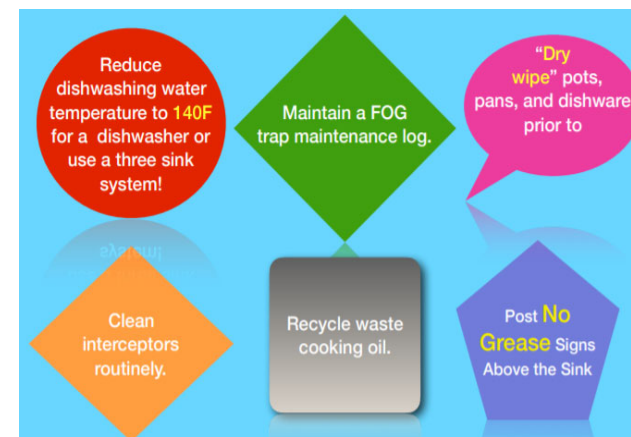 Reduce
dishwashing water
temperature to 140F
for a dishwasher or
use a three sink
system!
Maintain a FOG
trap maintenance log.
“Dry
wipe” pots,
pans, and dishware
prior to
Clean
interceptors
routinely.
Recycle waste
cooking oil.
Post No
Grease Signs
Above the Sink